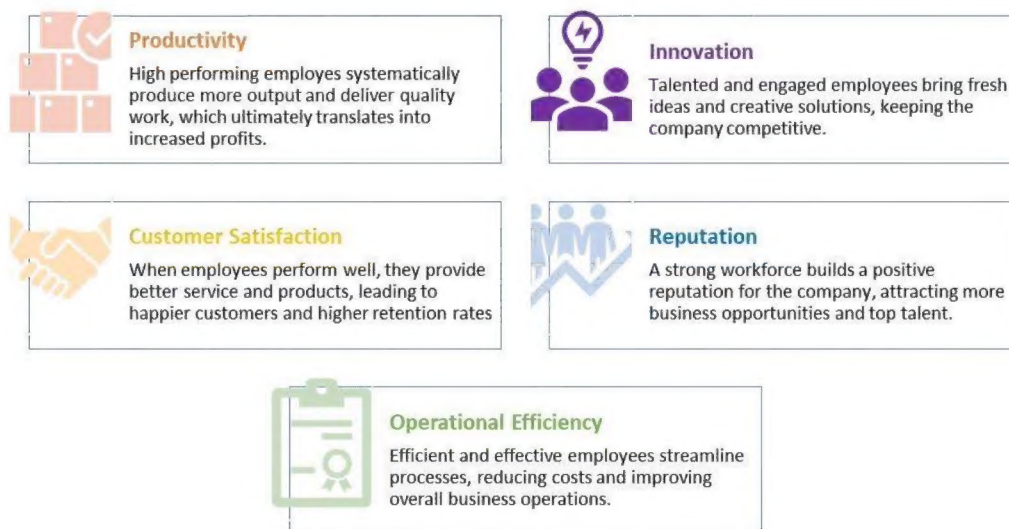 Productivity
High performing employes systematically
produce more output and deliver quality
work, which ultimately translates into
increased profits.
Innovation
Talented and engaged employees bring fresh
ideas and creative solutions, keeping the
company competitive.
Customer Satisfaction
When employees perform well, they provide
better service and products, leading to
happier customers and higher retention rates
Reputation
A strong workforce builds a positive
reputation for the company, attracting more
business opportunities and top talent.
Operational Efficiency
Efficient and effective employees streamline
processes, reducing costs and improving
overall business operations.